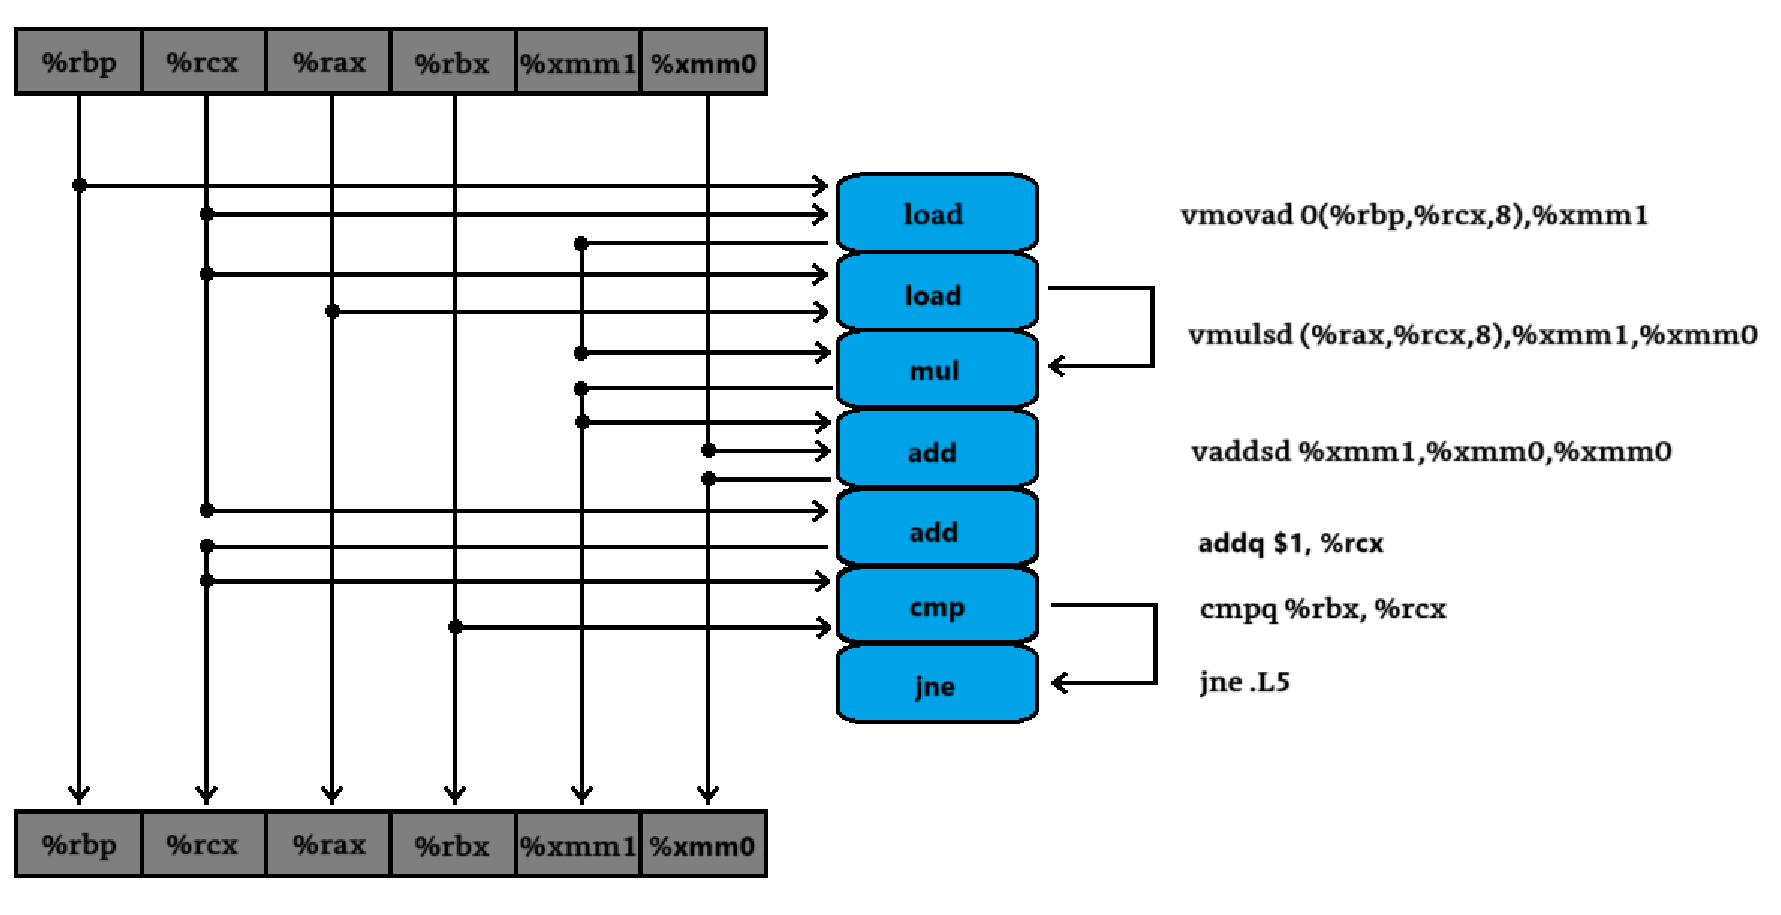 %rbp %rcx %rax %rbx %xmm1 %xmm0
load vmovad 0(%rbp,%rcx,8),%xmm1
load
vmulsd (%rax,%rcx,8),%xmm1,%xmm0
mul
add vaddsd %xmm1,%xmm0,%xmm0
add addq $1, %rcx
cmp cmpq %rbx, %rcx
jne jne .L5
%rbp %rcx %rax %rbx %xmm1 %xmm0